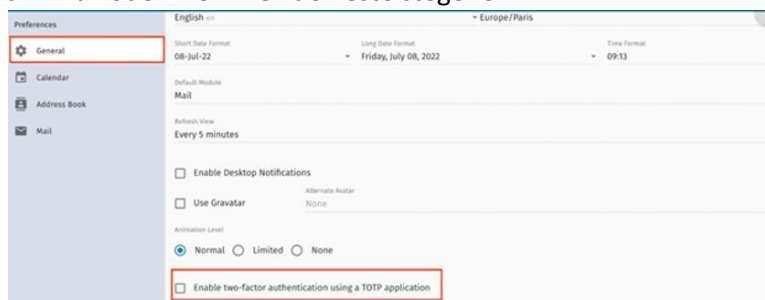 English en
Europe/Paris
Preferences
General
Short Date Format
Long Date Format
Time Format
08-Jul-22
Friday, July 08, 2022
09:13
Calendar
Default Module
Mail
Address Book
Refresh View
Mail
Every 5 minutes
Enable Desktop Notifications
Alternate Avatar
Use Gravatar
None
Animation Level
Normal
Limited
None
Enable two-factor authentication using a TOTP application